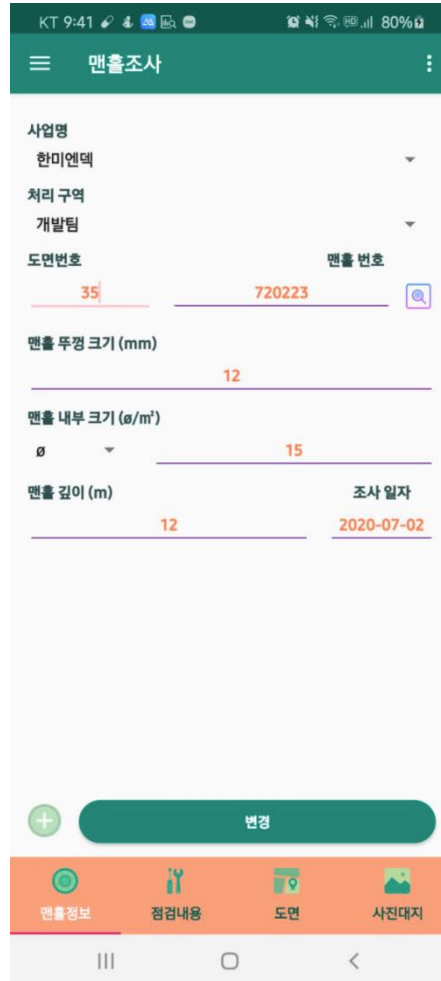 KT 9:41 80%
맨홀조사
사업명
한미엔덱
처리 구역
개발팀
도면번호 맨홀 번호
35 720223
맨홀 뚜껑 크기 (mm)
12
맨홀 내부 크기 (ø/m²)
ø 15
맨홀 깊이 (m) 조사 일자
12 2020-07-02
변경
맨홀정보 점검내용 도면 사진대지